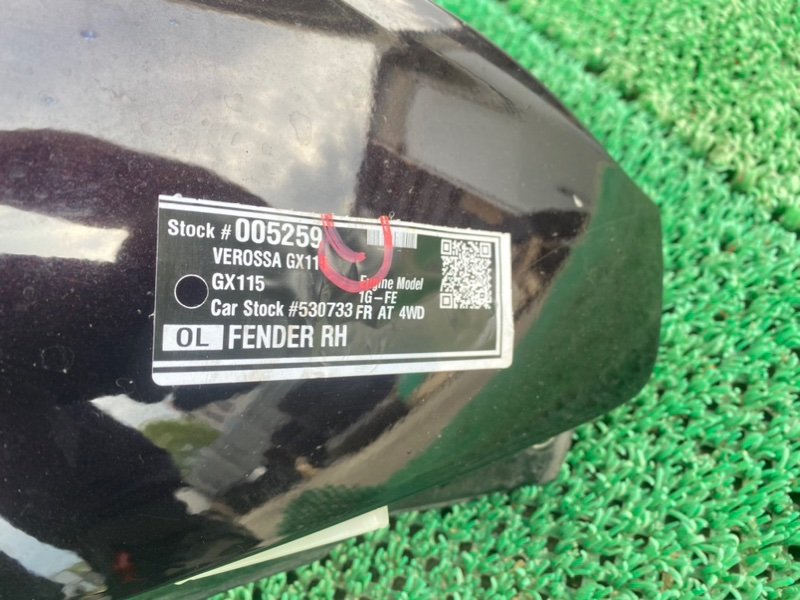 Stock # 005259
VEROSSA GX11
GX115
Engine Model
1G-FE
Car Stock #530733 FR AT 4WD
OL FENDER RH